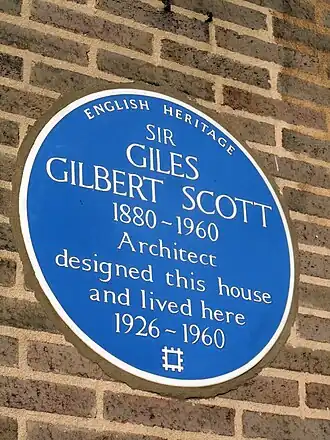 ENGLISH HERITAGE
SIR
GILES
GILBERT SCOTT
1880-1960
Architect
designed this house
and lived here
1926-1960